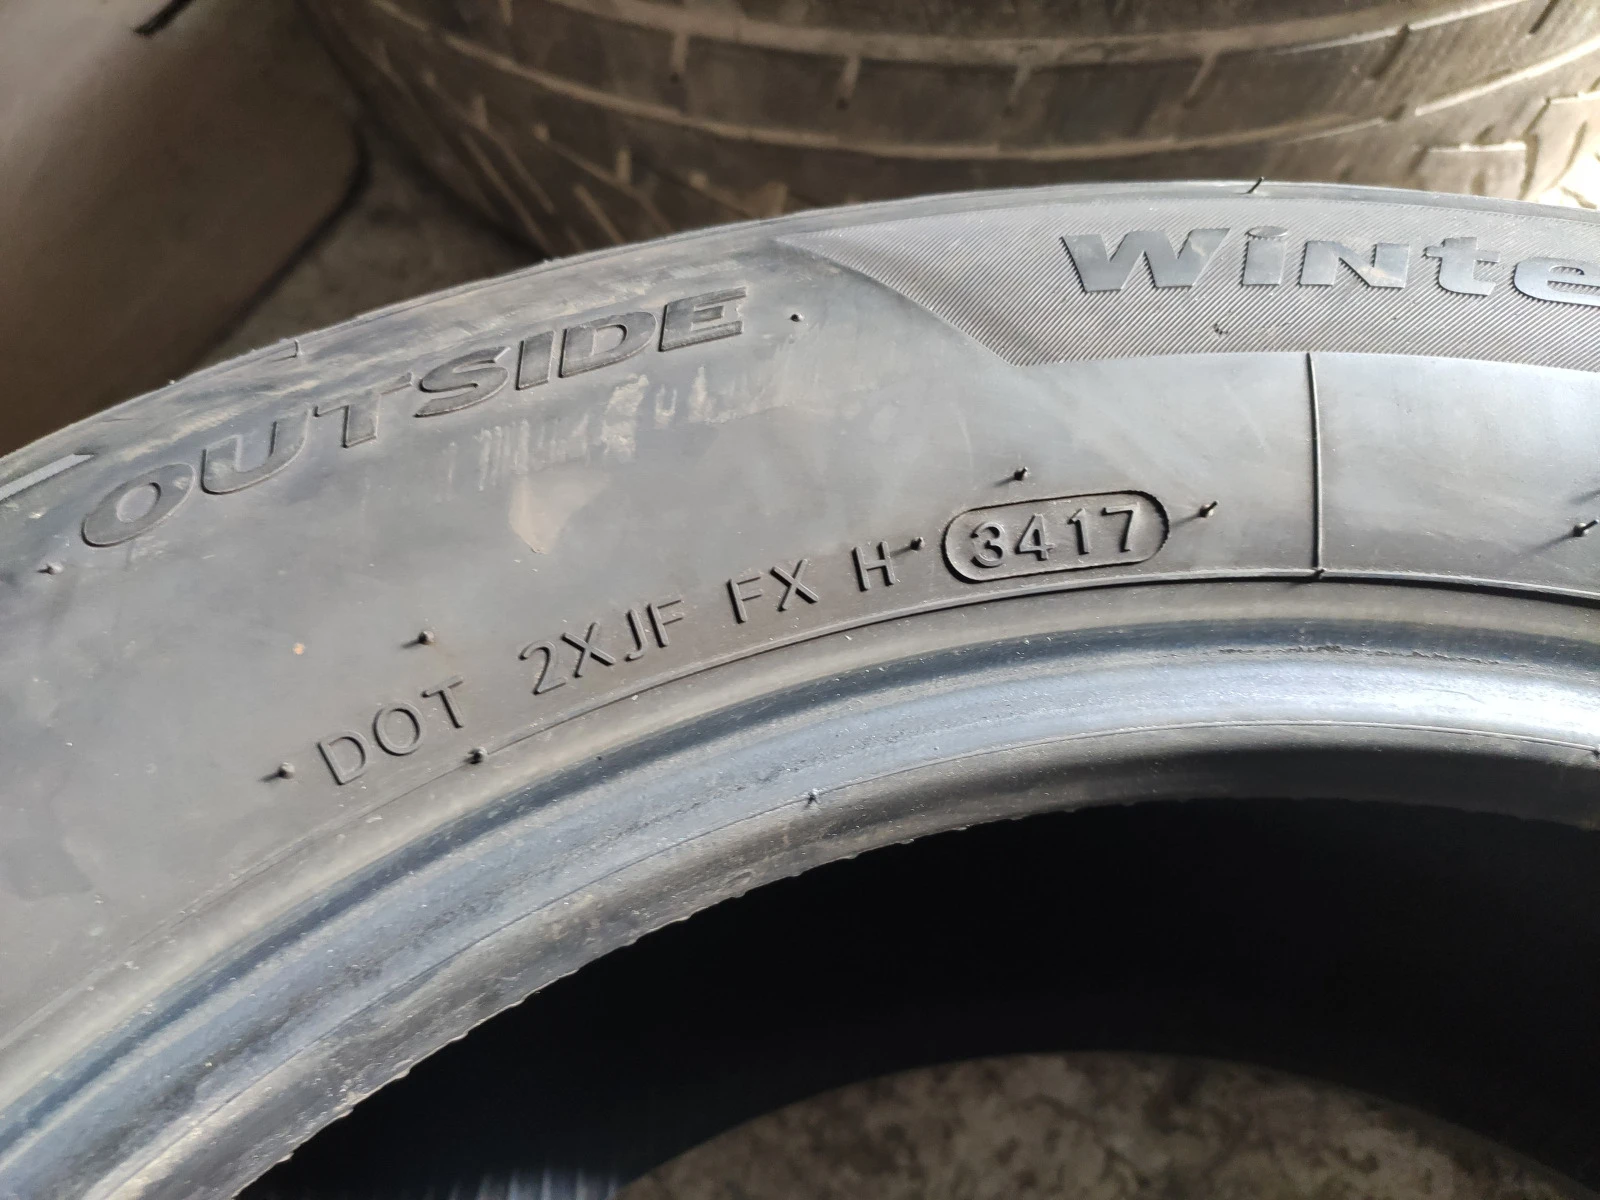 OUTSIDE
Winte
DOT 2XJF FX H 3417